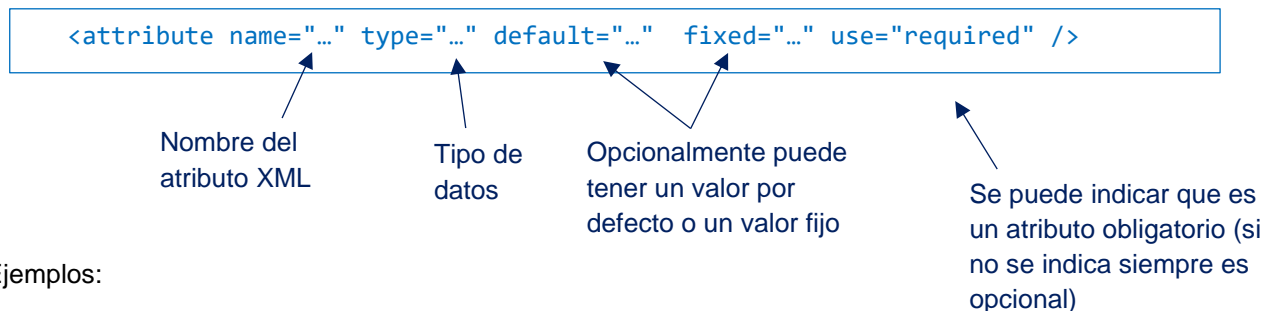 <attribute name="…" type="…" default="…"  fixed="…" use="required" />
Nombre del
atributo XML
Tipo de
datos
Opcionalmente puede
tener un valor por
defecto o un valor fijo
Se puede indicar que es
un atributo obligatorio (si
no se indica siempre es
opcional)
Ejemplos: